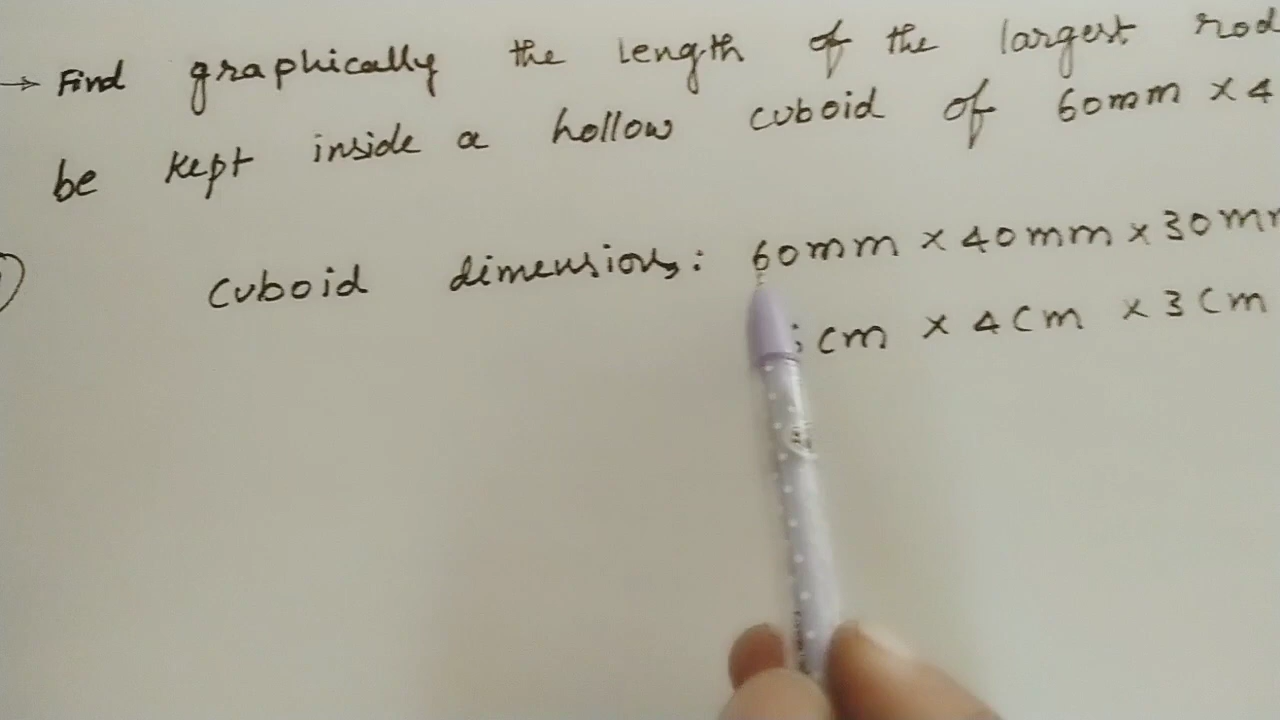 → Find graphically the length of the largest rod
be kept inside a hollow cuboid of 60mm × 4
Cuboid dimensions: 60mm × 40mm × 30m
cm × 4cm × 3cm